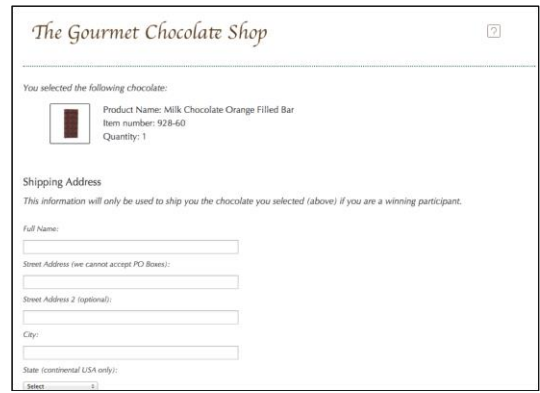 The Gourmet Chocolate Shop
?
You selected the following chocolate:
Product Name: Milk Chocolate Orange Filled Bar
Item number: 928-60
Quantity: 1
Shipping Address
This information will only be used to ship you the chocolate you selected (above) if you are a winning participant.
Full Name:
Street Address (we cannot accept PO Boxes):
Street Address 2 (optional):
City:
State (continental USA only):
Select